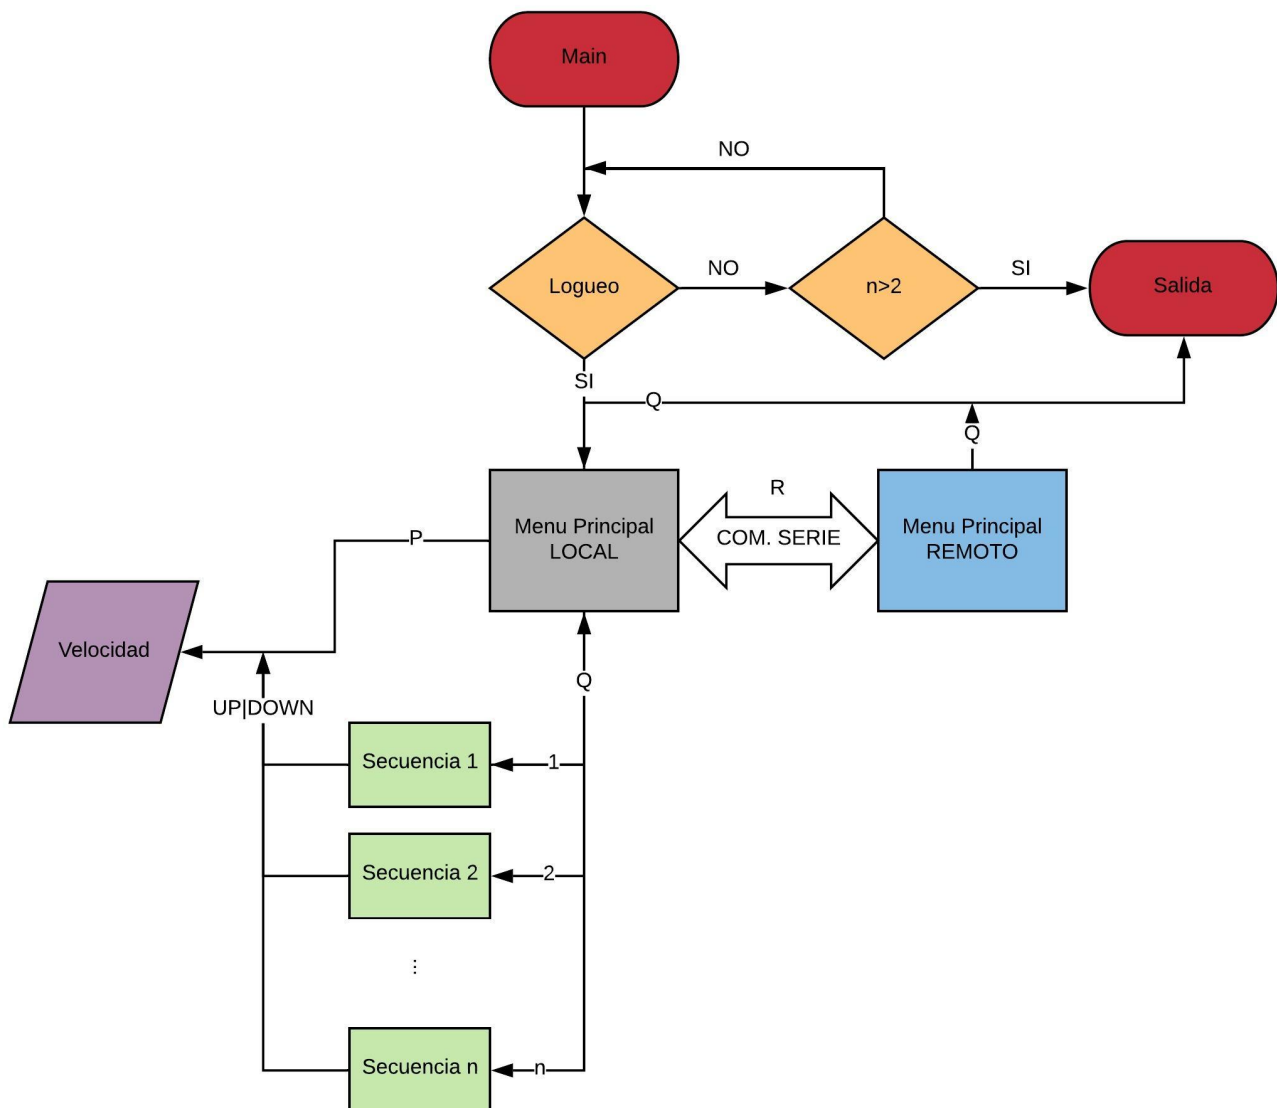 Main
NO
Logueo
NO
n>2
SI
Salida
SI
Q
Q
Menu Principal
LOCAL
R
COM. SERIE
Menu Principal
REMOTO
P
Velocidad
UP|DOWN
Q
Secuencia 1
1
Secuencia 2
2
...
Secuencia n
n